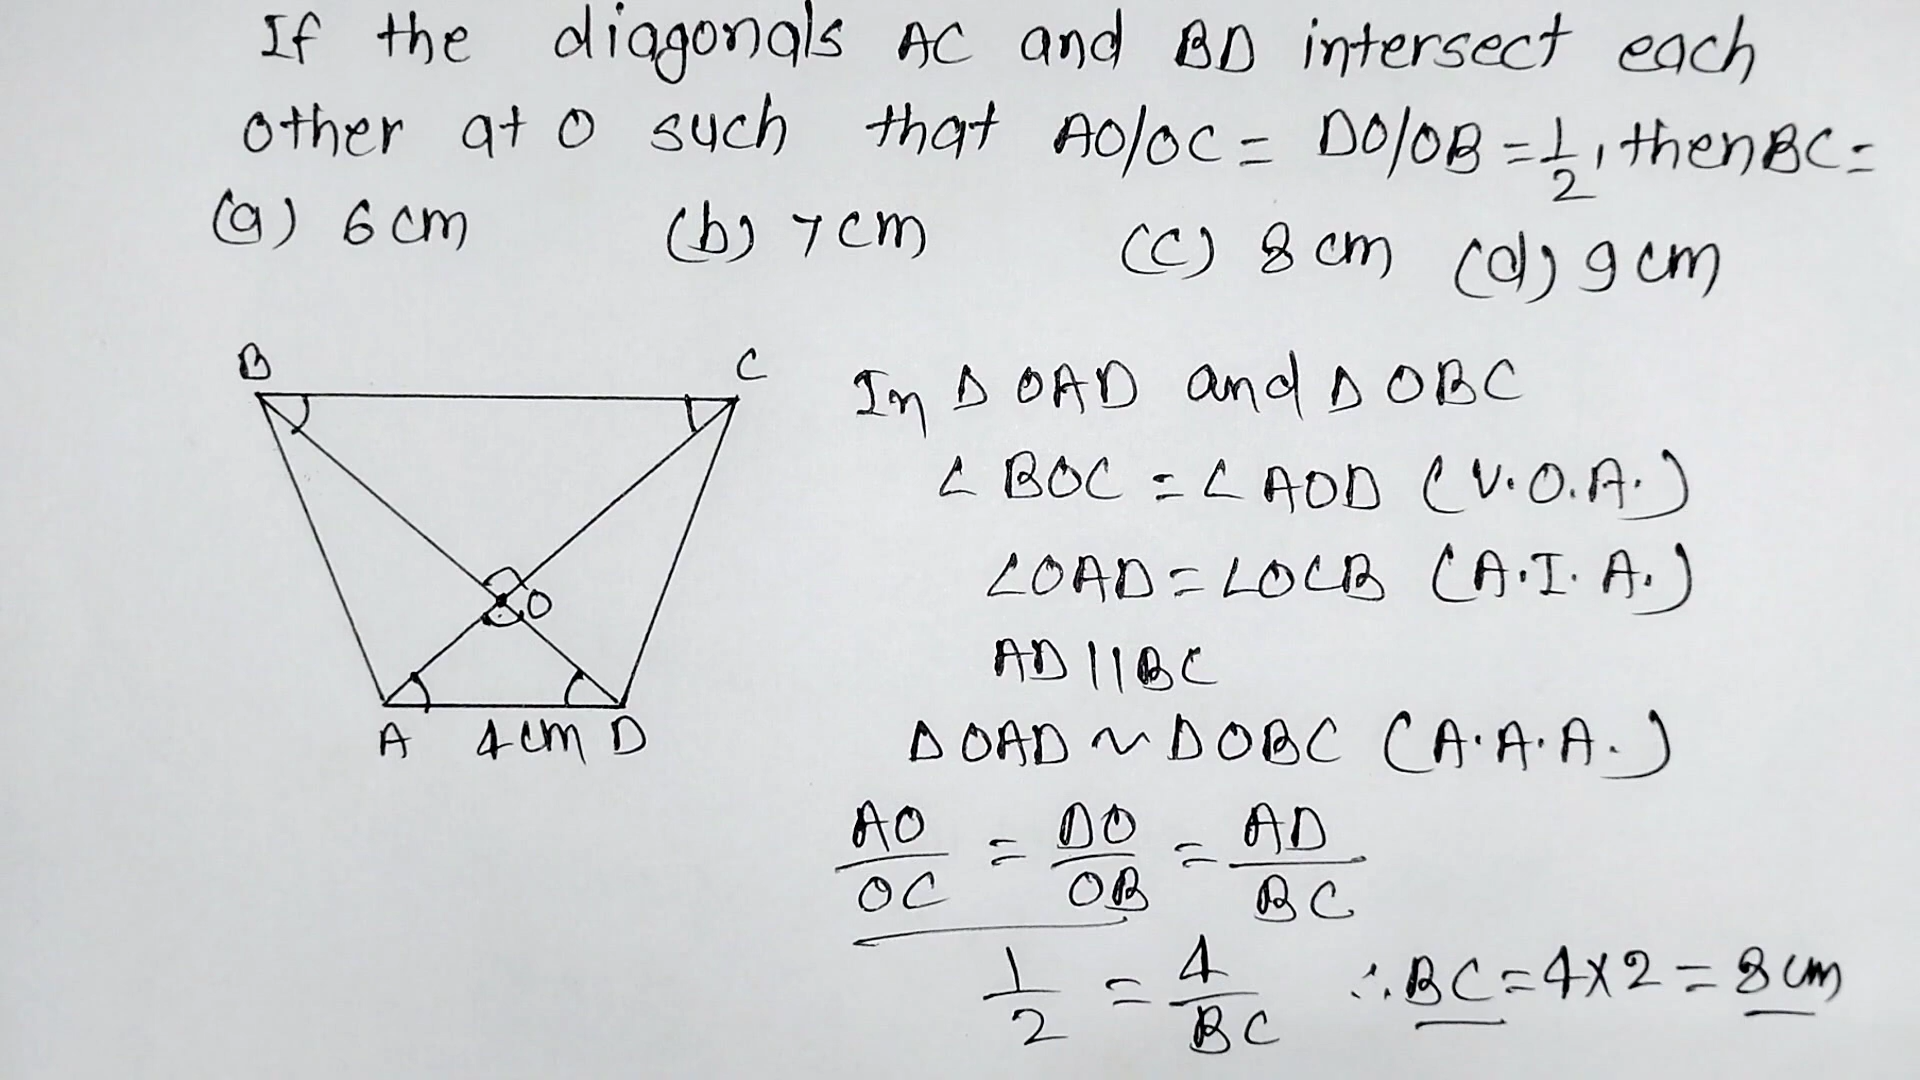 If the diagonals AC and BD intersect each
other at O such that AO/OC = DO/OB = 1/2, then BC =
(a) 6 cm (b) 7 cm (c) 8 cm (d) 9 cm
B C
O
A 4 cm D
In Δ OAD and Δ OBC
∠ BOC = ∠ AOD (V.O.A.)
∠OAD = ∠OCB (A.I.A.)
AD || BC
Δ OAD ~ Δ OBC (A.A.A.)
AO/OC = DO/OB = AD/BC
1/2 = 4/BC ∴ BC = 4 x 2 = 8 cm